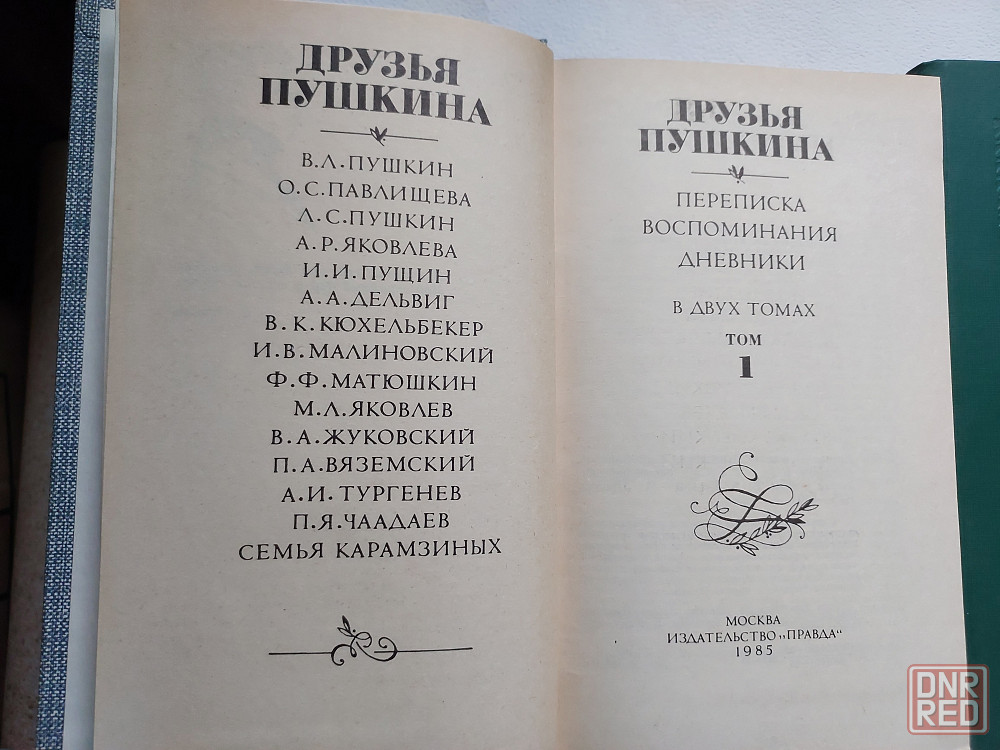 ДРУЗЬЯ
ПУШКИНА
В.Л.ПУШКИН
О.С.ПАВЛИЩЕВА
Л.С.ПУШКИН
А.Р.ЯКОВЛЕВА
И.И.ПУЩИН
А.А.ДЕЛЬВИГ
В.К.КЮХЕЛЬБЕКЕР
И.В.МАЛИНОВСКИЙ
Ф.Ф.МАТЮШКИН
М.Л.ЯКОВЛЕВ
В.А.ЖУКОВСКИЙ
П.А.ВЯЗЕМСКИЙ
А.И.ТУРГЕНЕВ
П.Я.ЧААДАЕВ
СЕМЬЯ КАРАМЗИНЫХ
ДРУЗЬЯ
ПУШКИНА
ПЕРЕПИСКА
ВОСПОМИНАНИЯ
ДНЕВНИКИ
В ДВУХ ТОМАХ
ТОМ
1
МОСКВА
ИЗДАТЕЛЬСТВО „ПРАВДА"
1985
DNR
RED